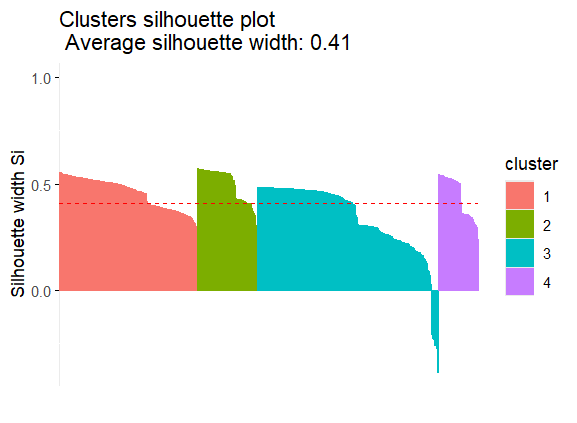 Clusters silhouette plot
Average silhouette width: 0.41
1.0
0.5
0.0
Silhouette width Si
cluster
1
2
3
4